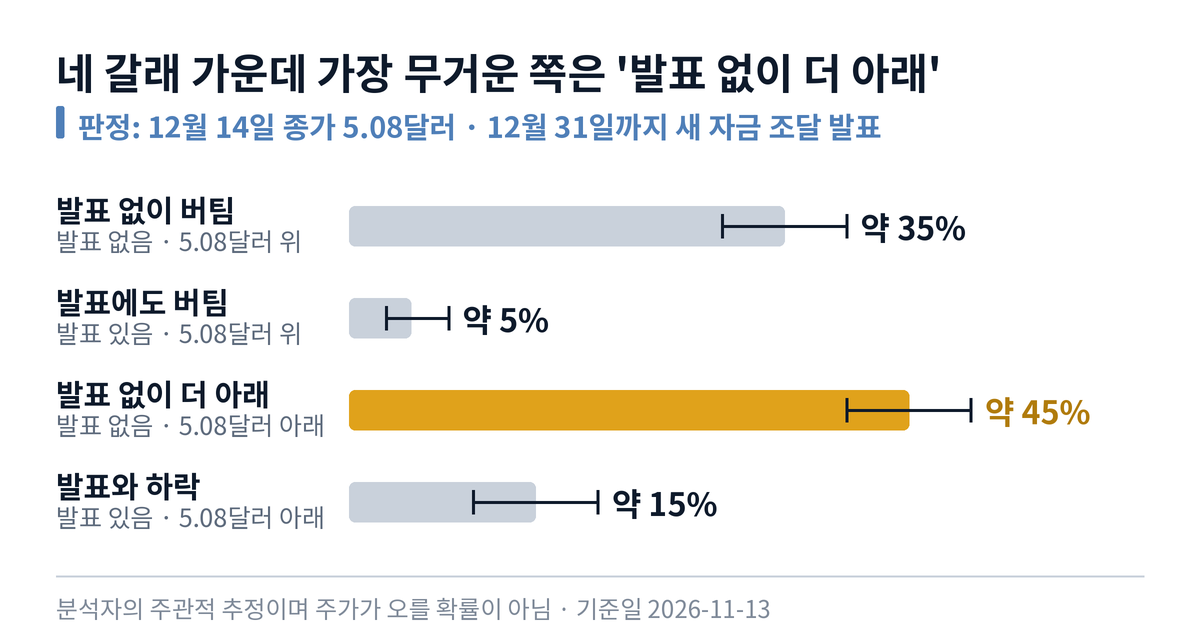 네 갈래 가운데 가장 무거운 쪽은 '발표 없이 더 아래'
판정: 12월 14일 종가 5.08달러 · 12월 31일까지 새 자금 조달 발표
발표 없이 버팀
발표 없음 · 5.08달러 위
약 35%
발표에도 버팀
발표 있음 · 5.08달러 위
약 5%
발표 없이 더 아래
발표 없음 · 5.08달러 아래
약 45%
발표와 하락
발표 있음 · 5.08달러 아래
약 15%
분석자의 주관적 추정이며 주가가 오를 확률이 아님 · 기준일 2026-11-13